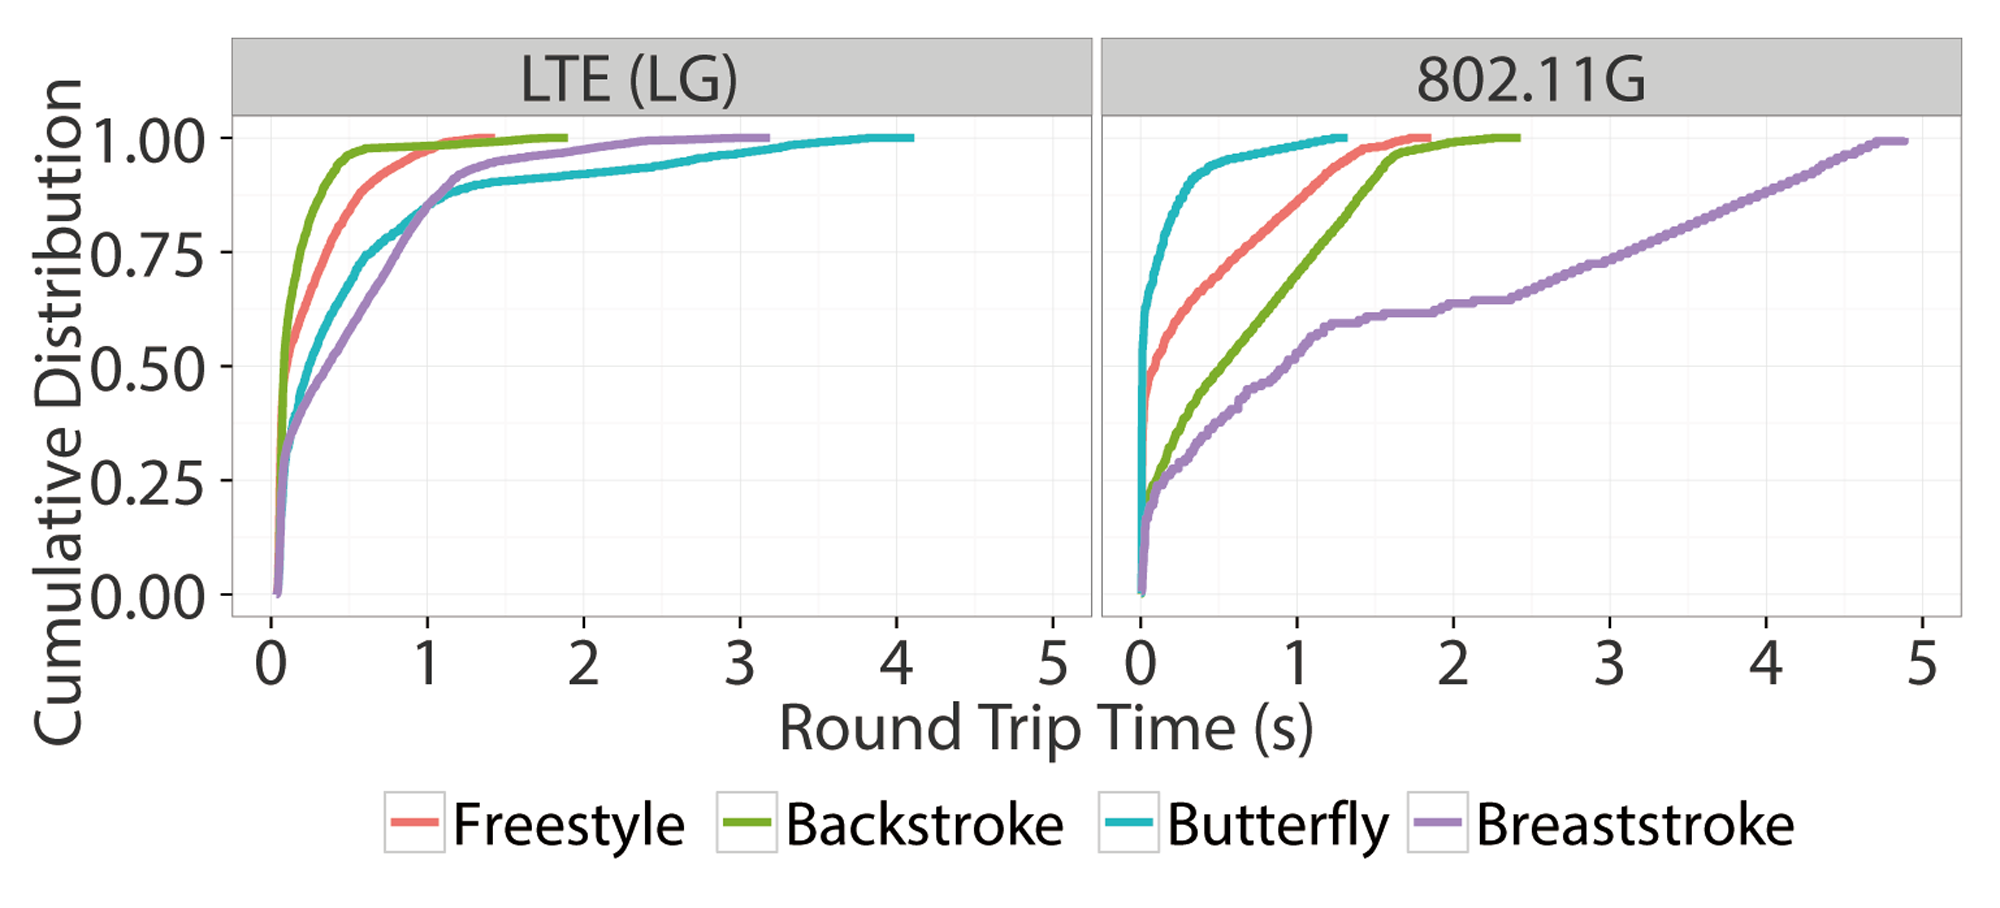 LTE (LG)
802.11G
Cumulative Distribution
1.00
0.75
0.50
0.25
0.00
0 1 2 3 4 5
0 1 2 3 4 5
Round Trip Time (s)
Freestyle Backstroke Butterfly Breaststroke